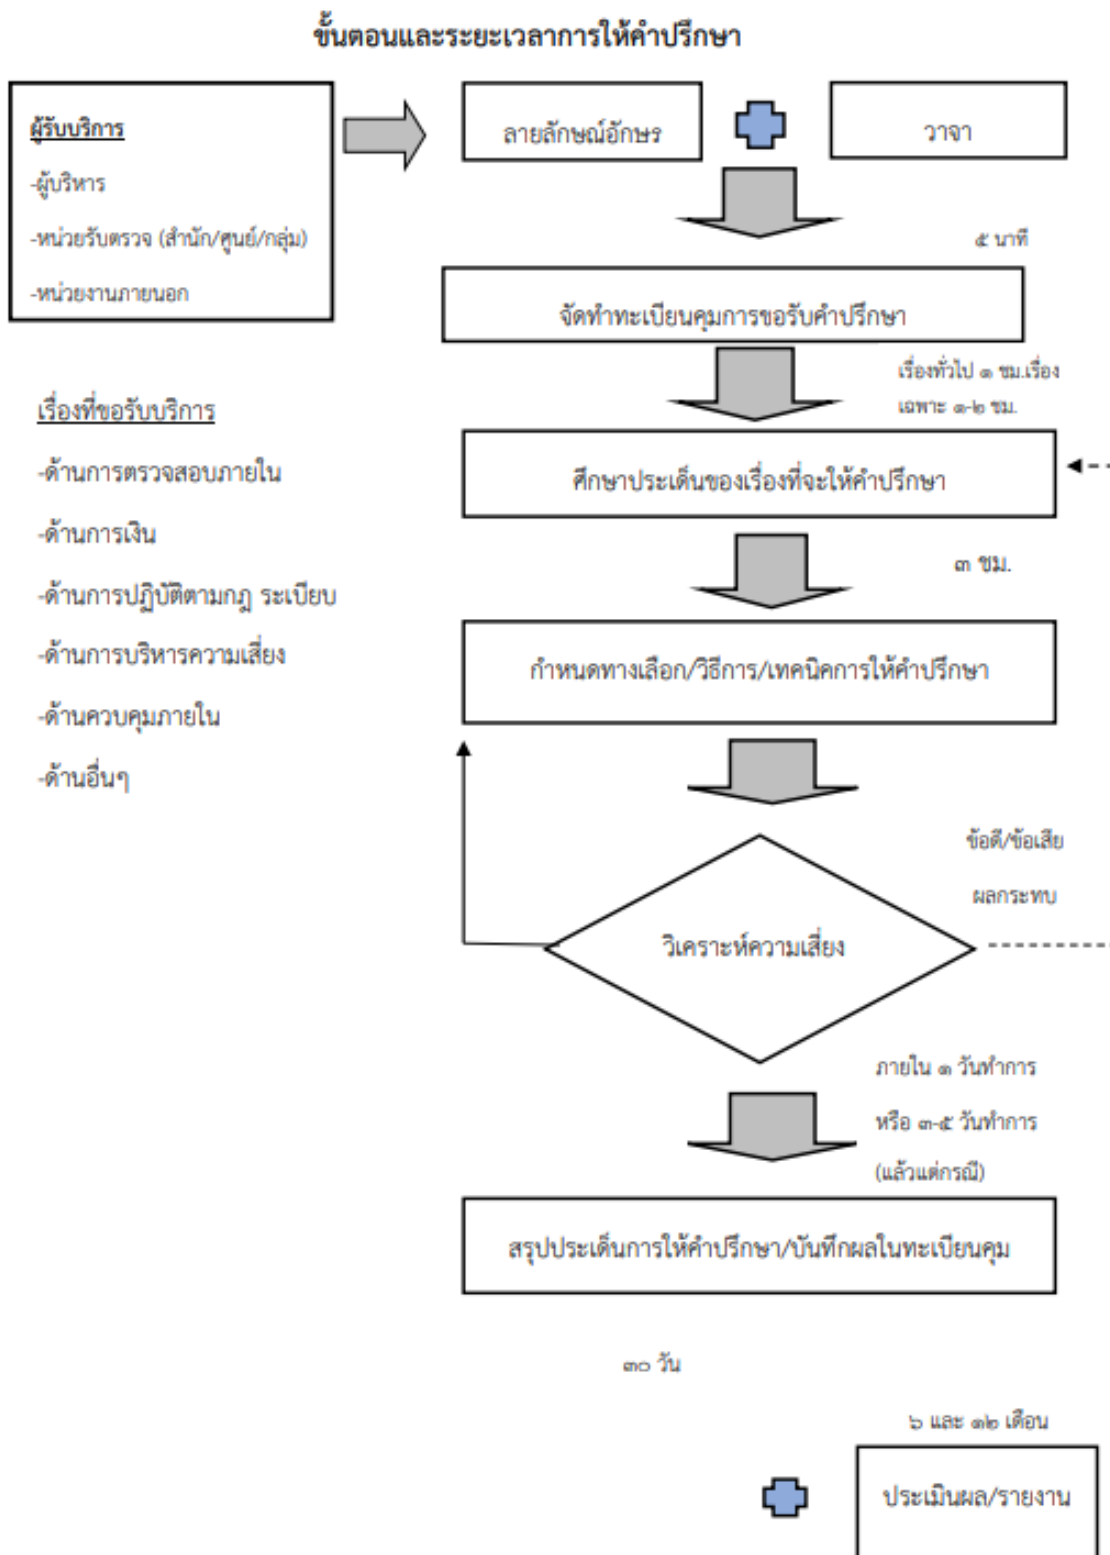 ขั้นตอนและระยะเวลาการให้คำปรึกษา
ผู้รับบริการ
-ผู้บริหาร
-หน่วยรับตรวจ (สำนัก/ศูนย์/กลุ่ม)
-หน่วยงานภายนอก
ลายลักษณ์อักษร
วาจา
๕ นาที
จัดทำทะเบียนคุมการขอรับคำปรึกษา
เรื่องทั่วไป ๑ ชม.เรื่อง
เฉพาะ ๑-๒ ชม.
เรื่องที่ขอรับบริการ
-ด้านการตรวจสอบภายใน
-ด้านการเงิน
-ด้านการปฏิบัติตามกฎ ระเบียบ
-ด้านการบริหารความเสี่ยง
-ด้านควบคุมภายใน
-ด้านอื่นๆ
ศึกษาประเด็นของเรื่องที่จะให้คำปรึกษา
๓ ชม.
กำหนดทางเลือก/วิธีการ/เทคนิคการให้คำปรึกษา
ข้อดี/ข้อเสีย
ผลกระทบ
วิเคราะห์ความเสี่ยง
ภายใน ๑ วันทำการ
หรือ ๓-๕ วันทำการ
(แล้วแต่กรณี)
สรุปประเด็นการให้คำปรึกษา/บันทึกผลในทะเบียนคุม
๓๐ วัน
๖ และ ๑๒ เดือน
ประเมินผล/รายงาน